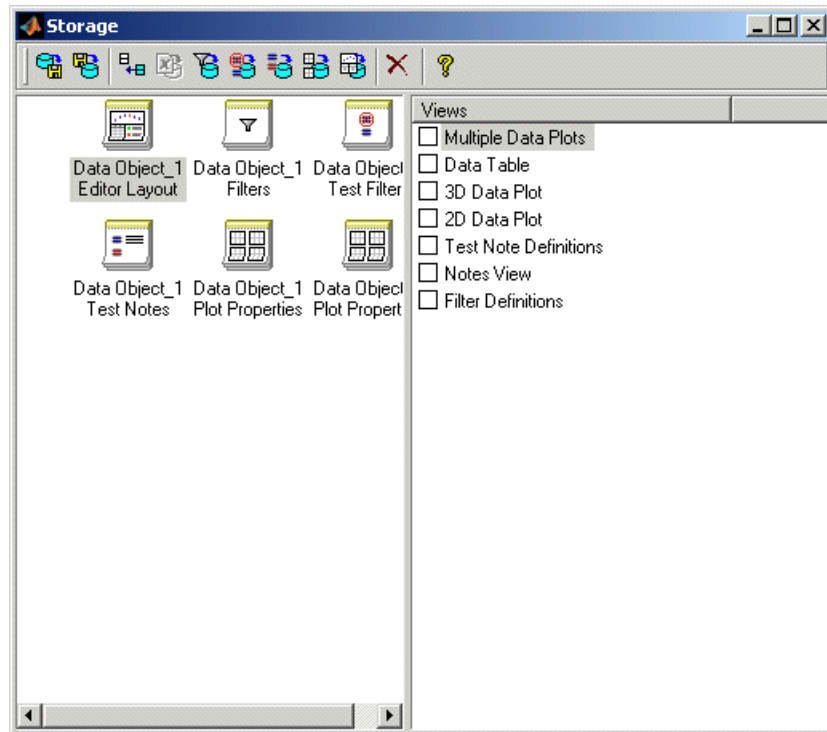 Storage
Data Object_1
Editor Layout
Data Object_1
Filters
Data Object
Test Filter
Data Object_1
Test Notes
Data Object_1
Plot Properties
Data Object
Plot Propert
Views
Multiple Data Plots
Data Table
3D Data Plot
2D Data Plot
Test Note Definitions
Notes View
Filter Definitions